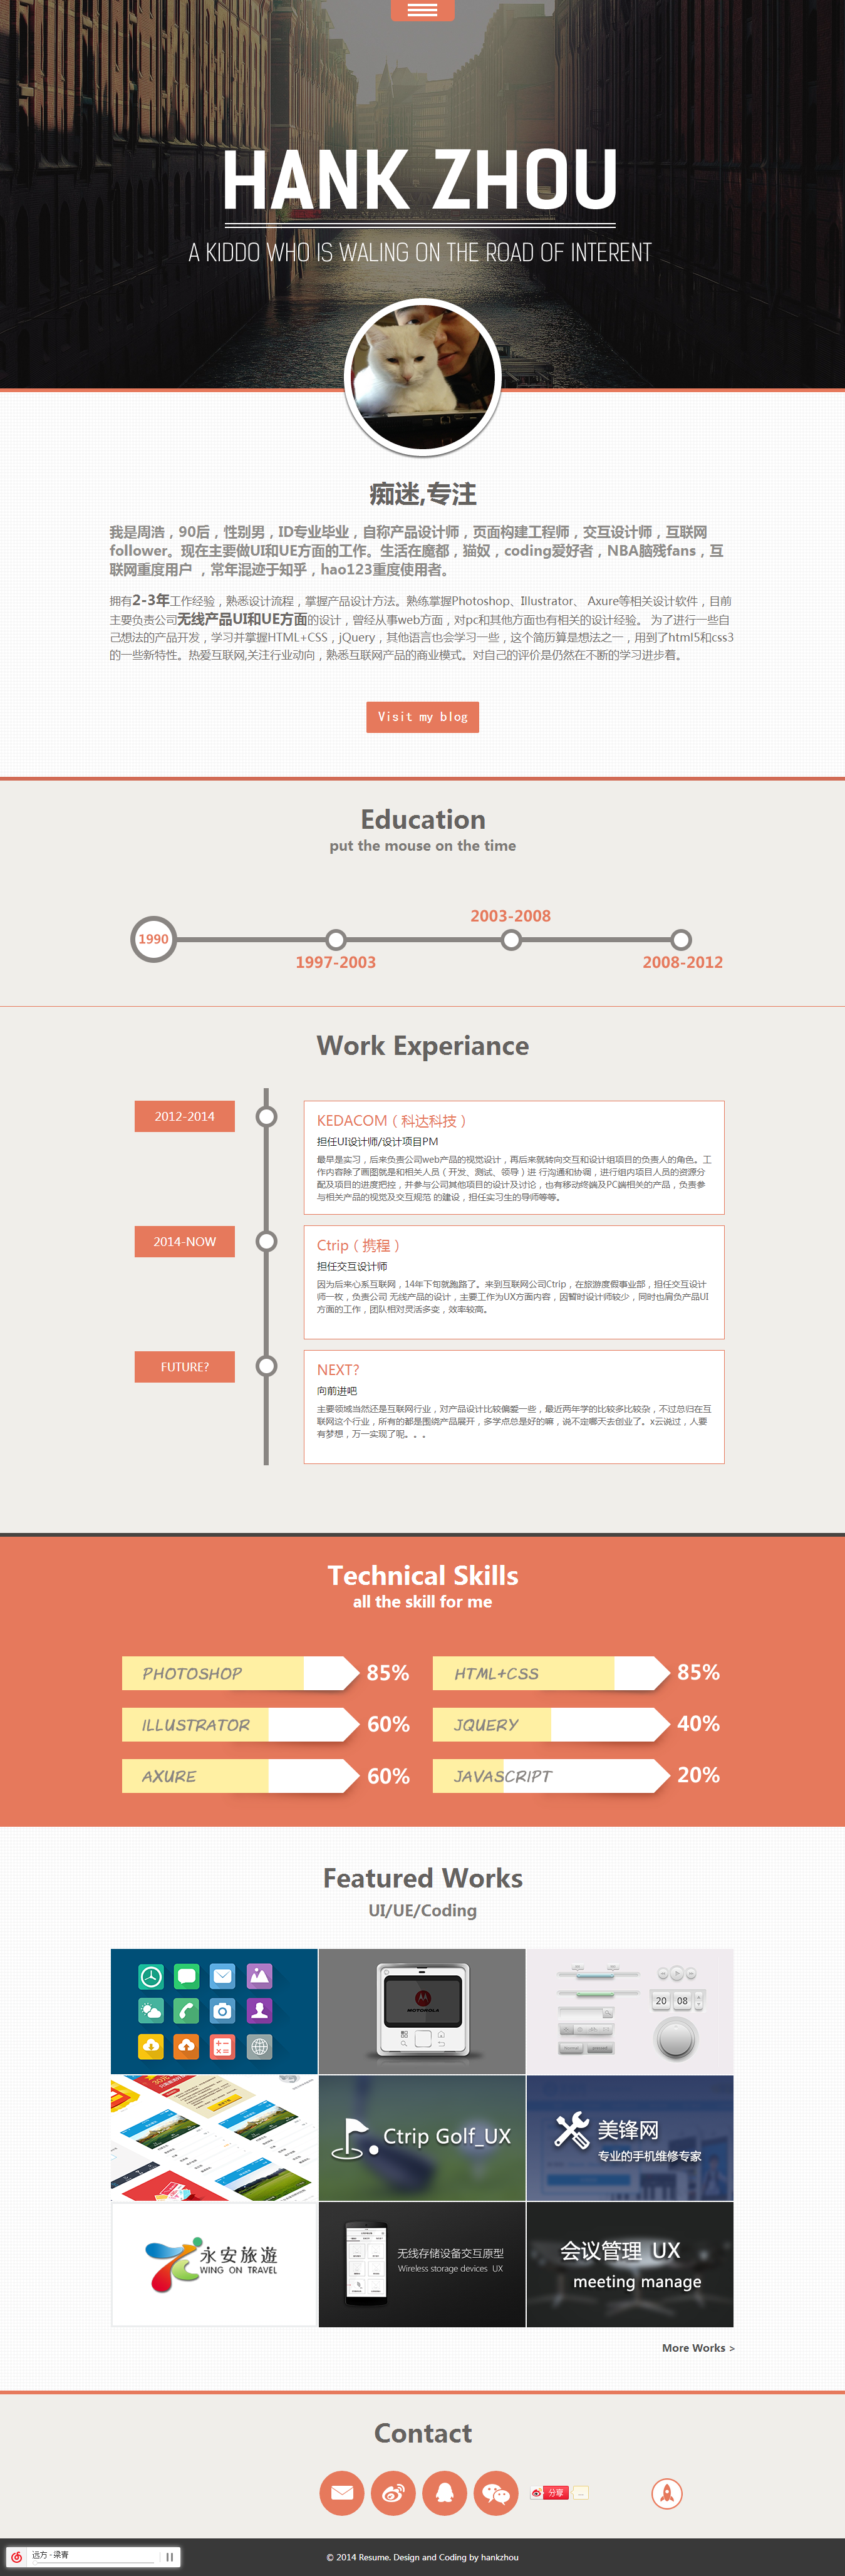 HANK ZHOU
A KIDDO WHO IS WALING ON THE ROAD OF INTERENT
痴迷,专注
我是周浩，90后，性别男，ID专业毕业，自称产品设计师，页面构建工程师，交互设计师，互联网
follower。现在主要做UI和UE方面的工作。生活在魔都，猫奴，coding爱好者，NBA脑残fans，互
联网重度用户 ，常年混迹于知乎，hao123重度使用者。
拥有2-3年工作经验，熟悉设计流程，掌握产品设计方法。熟练掌握Photoshop、Illustrator、 Axure等相关设计软件，目前
主要负责公司无线产品UI和UE方面的设计，曾经从事web方面，对pc和其他方面也有相关的设计经验。 为了进行一些自
己想法的产品开发，学习并掌握HTML+CSS，jQuery，其他语言也会学习一些，这个简历算是想法之一，用到了html5和css3
的一些新特性。热爱互联网,关注行业动向，熟悉互联网产品的商业模式。对自己的评价是仍然在不断的学习进步着。
Visit my blog
Education
put the mouse on the time
1990
1997-2003
2003-2008
2008-2012
Work Experiance
2012-2014
KEDACOM（科达科技）
担任UI设计师/设计项目PM
最早是实习，后来负责公司web产品的视觉设计，再后来就转向交互和设计组项目的负责人的角色。工
作内容除了画图就是和相关人员（开发、测试、领导）进 行沟通和协调，进行组内项目人员的资源分
配及项目的进度把控，并参与公司其他项目的设计及讨论，也有移动终端及PC端相关的产品，负责参
与相关产品的视觉及交互规范 的建设，担任实习生的导师等等。
2014-NOW
Ctrip（携程）
担任交互设计师
因为后来心系互联网，14年下旬就跑路了。来到互联网公司Ctrip，在旅游度假事业部，担任交互设计
师一枚，负责公司 无线产品的设计，主要工作为UX方面内容，因暂时设计师较少，同时也肩负产品UI
方面的工作，团队相对灵活多变，效率较高。
FUTURE?
NEXT?
向前进吧
主要领域当然还是互联网行业，对产品设计比较偏爱一些，最近两年学的比较多比较杂，不过总归在互
联网这个行业，所有的都是围绕产品展开，多学点总是好的嘛，说不定哪天去创业了。x云说过，人要
有梦想，万一实现了呢。。。
Technical Skills
all the skill for me
PHOTOSHOP 85%
HTML+CSS 85%
ILLUSTRATOR 60%
JQUERY 40%
AXURE 60%
JAVASCRIPT 20%
Featured Works
UI/UE/Coding
MOTOROLA
20 08
Ctrip Golf_UX
美锋网
专业的手机维修专家
永安旅遊
WING ON TRAVEL
无线存储设备交互原型
Wireless storage devices UX
会议管理 UX
meeting manage
More Works >
Contact
分享
...
远方 - 梁青
© 2014 Resume. Design and Coding by hankzhou